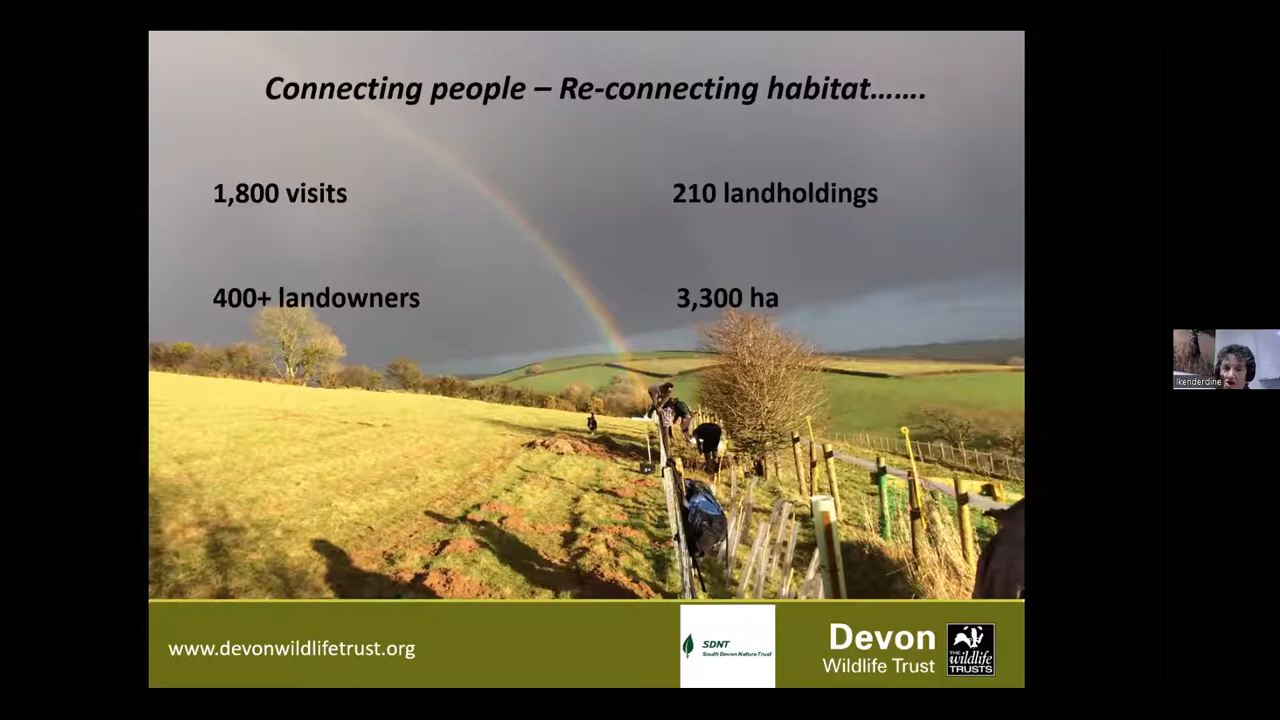 Connecting people – Re-connecting habitat.......
1,800 visits
210 landholdings
400+ landowners
3,300 ha
www.devonwildlifetrust.org
SDNT
South Devon Nature Trust
Devon
Wildlife Trust
THE
wildlife
TRUSTS
lkenderdine